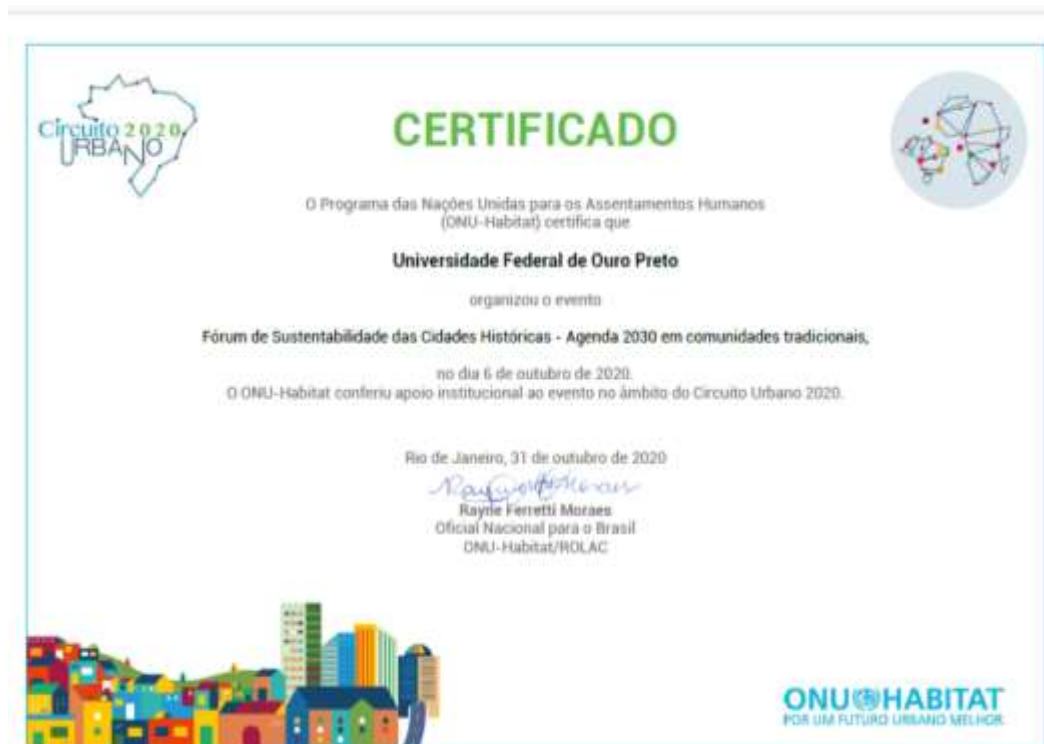 Circuito 2020
URBANO
CERTIFICADO
O Programa das Nações Unidas para os Assentamentos Humanos
(ONU-Habitat) certifica que
Universidade Federal de Ouro Preto
organizou o evento
Fórum de Sustentabilidade das Cidades Históricas - Agenda 2030 em comunidades tradicionais,
no dia 6 de outubro de 2020.
O ONU-Habitat conferiu apoio institucional ao evento no âmbito do Circuito Urbano 2020.
Rio de Janeiro, 31 de outubro de 2020
Rayne Ferretti Moraes
Oficial Nacional para o Brasil
ONU-Habitat/ROLAC
ONU HABITAT
POR UM FUTURO URBANO MELHOR